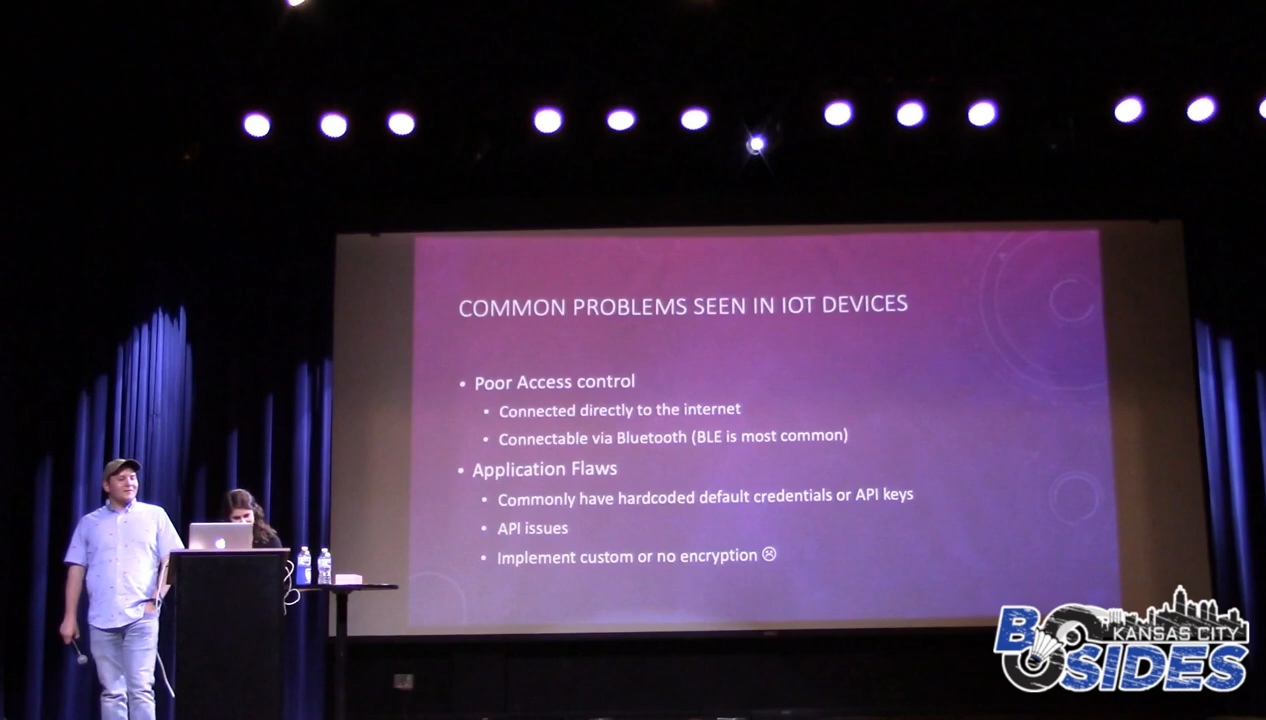 COMMON PROBLEMS SEEN IN IOT DEVICES
• Poor Access control
• Connected directly to the internet
• Connectable via Bluetooth (BLE is most common)
• Application Flaws
• Commonly have hardcoded default credentials or API keys
• API issues
• Implement custom or no encryption ☹
KANSAS CITY
BSIDES